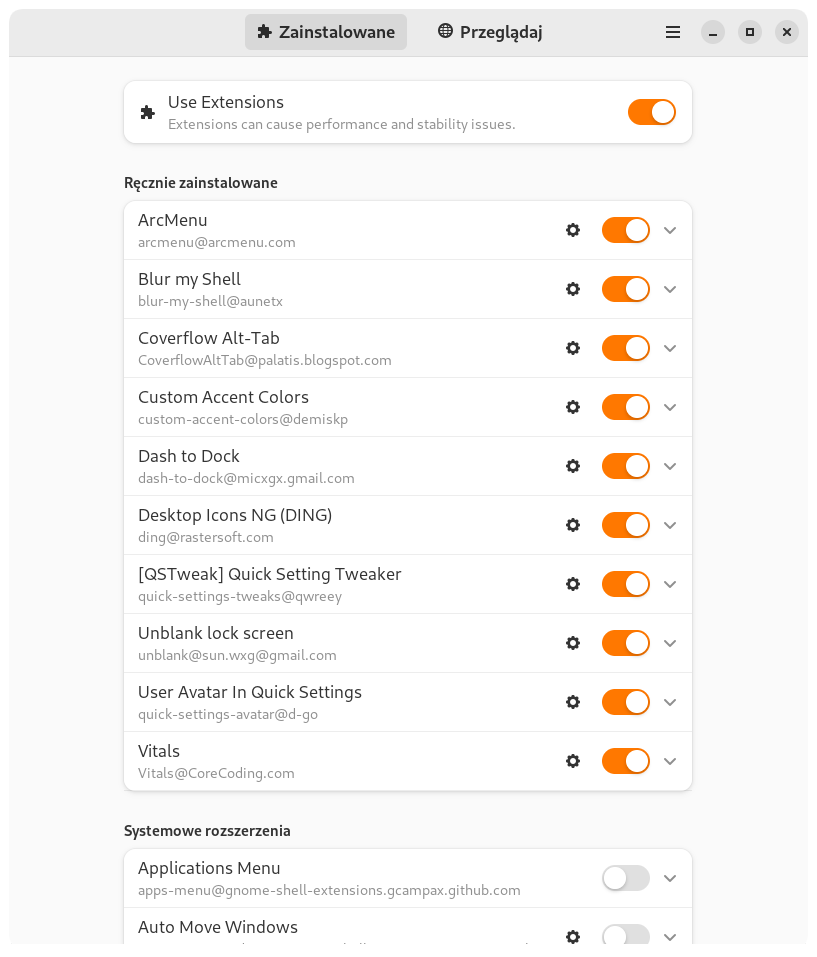 Zainstalowane
Przeglądaj
Use Extensions
Extensions can cause performance and stability issues.
Ręcznie zainstalowane
ArcMenu
arcmenu@arcmenu.com
Blur my Shell
blur-my-shell@aunetx
Coverflow Alt-Tab
CoverflowAltTab@palatis.blogspot.com
Custom Accent Colors
custom-accent-colors@demiskp
Dash to Dock
dash-to-dock@micxgx.gmail.com
Desktop Icons NG (DING)
ding@rastersoft.com
[QSTweak] Quick Setting Tweaker
quick-settings-tweaks@qwreey
Unblank lock screen
unblank@sun.wxg@gmail.com
User Avatar In Quick Settings
quick-settings-avatar@d-go
Vitals
Vitals@CoreCoding.com
Systemowe rozszerzenia
Applications Menu
apps-menu@gnome-shell-extensions.gcampax.github.com
Auto Move Windows